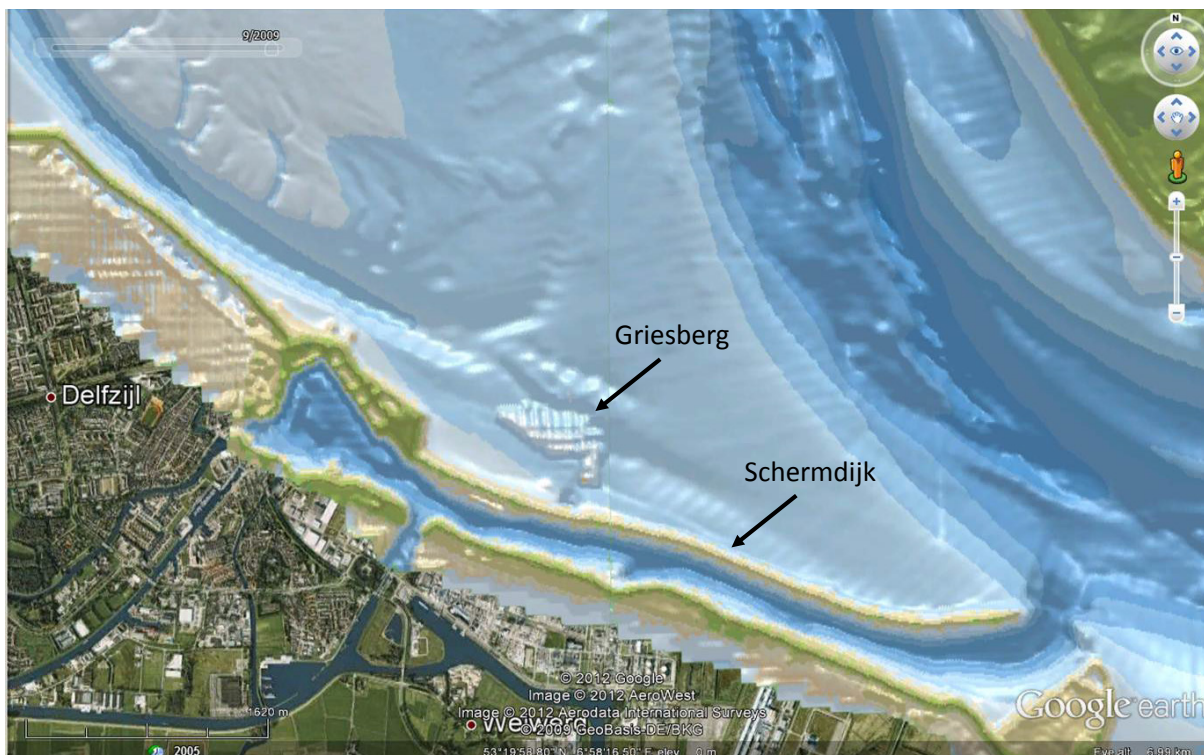 N
9/2009
Griesberg
Delfzijl
Schermdijk
© 2012 Google
Image © 2012 AeroWest
Image © 2012 Aerodata International Surveys
© 2009 GeoBasis-DE/BKG
Weiwerd
Google earth
1620 m
2005
53°19'58.80" N 6°58'16.50" E elev 0 m
Eye alt 6.99 km